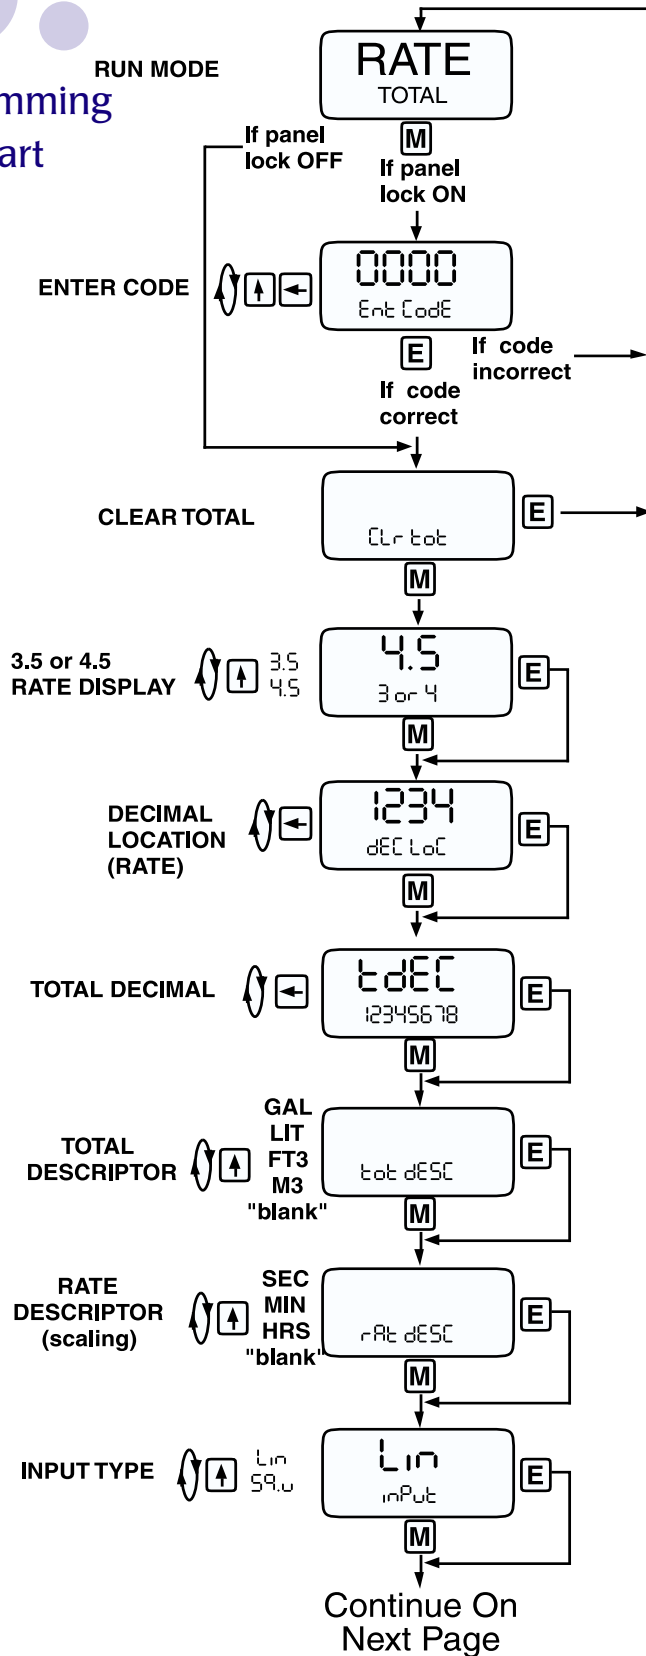 RUN MODE
mming
art
RATE
TOTAL
M
If panel
lock OFF
If panel
lock ON
ENTER CODE
0000
Ent CodE
E
If code
incorrect
If code
correct
CLEAR TOTAL
CLr tot
E
M
3.5 or 4.5
RATE DISPLAY
3.5
4.5
4.5
3 or 4
E
M
DECIMAL
LOCATION
(RATE)
1234
dEC LoC
E
M
TOTAL DECIMAL
tdEC
12345678
E
M
TOTAL
DESCRIPTOR
GAL
LIT
FT3
M3
"blank"
tot dESC
E
M
RATE
DESCRIPTOR
(scaling)
SEC
MIN
HRS
"blank"
rAt dESC
E
M
INPUT TYPE
Lin
Sq.u
Lin
inPut
E
M
Continue On
Next Page